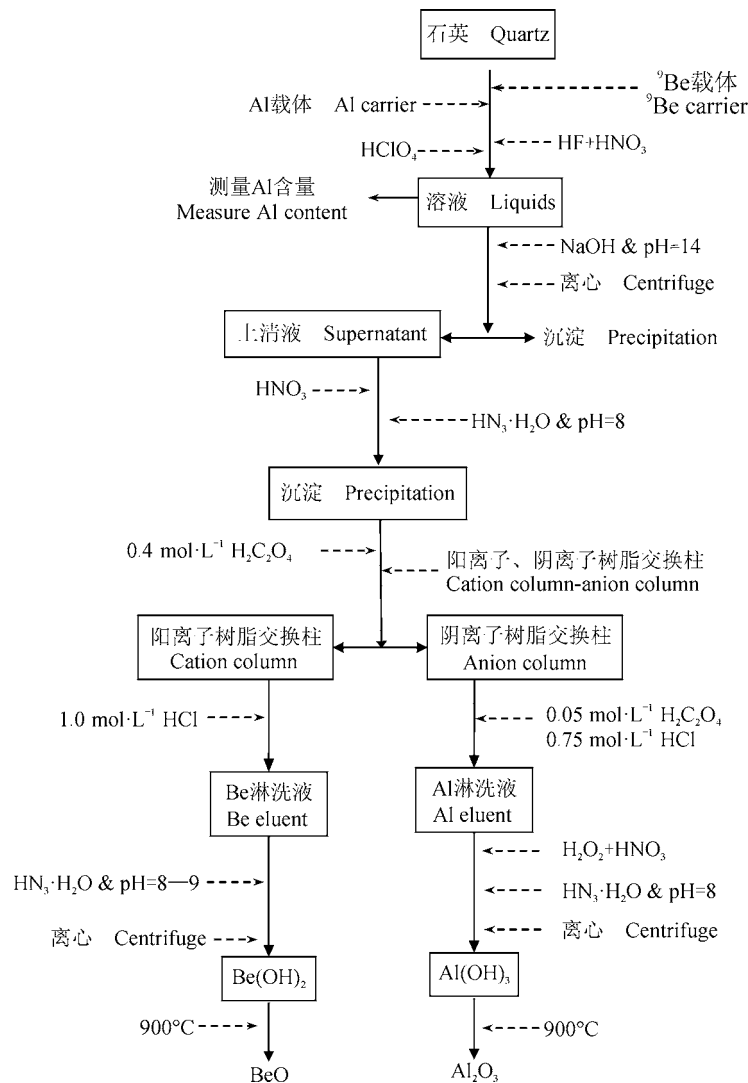 石英 Quartz
⁹Be载体
⁹Be carrier
Al载体 Al carrier
HClO₄
HF+HNO₃
测量Al含量
Measure Al content
溶液 Liquids
NaOH & pH=14
离心 Centrifuge
上清液 Supernatant
沉淀 Precipitation
HNO₃
HN₃·H₂O & pH=8
沉淀 Precipitation
0.4 mol·L⁻¹ H₂C₂O₄
阳离子、阴离子树脂交换柱
Cation column-anion column
阳离子树脂交换柱
Cation column
阴离子树脂交换柱
Anion column
1.0 mol·L⁻¹ HCl
0.05 mol·L⁻¹ H₂C₂O₄
0.75 mol·L⁻¹ HCl
Be淋洗液
Be eluent
Al淋洗液
Al eluent
H₂O₂+HNO₃
HN₃·H₂O & pH=8—9
HN₃·H₂O & pH=8
离心 Centrifuge
离心 Centrifuge
Be(OH)₂
Al(OH)₃
900°C
900°C
BeO
Al₂O₃